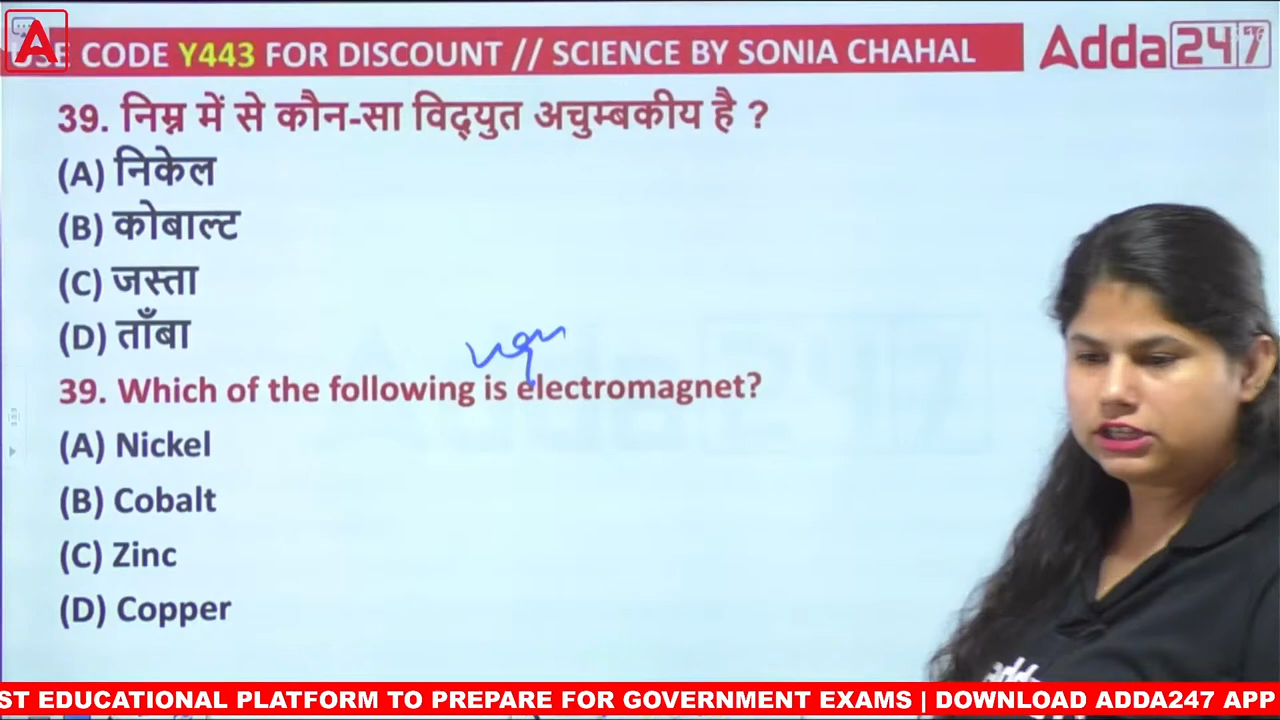 E CODE Y443 FOR DISCOUNT // SCIENCE BY SONIA CHAHAL
Adda247
39. निम्न में से कौन-सा विद्युत अचुम्बकीय है ?
(A) निकेल
(B) कोबाल्ट
(C) जस्ता
(D) ताँबा
39. Which of the following is electromagnet?
(A) Nickel
(B) Cobalt
(C) Zinc
(D) Copper
ST EDUCATIONAL PLATFORM TO PREPARE FOR GOVERNMENT EXAMS | DOWNLOAD ADDA247 APP